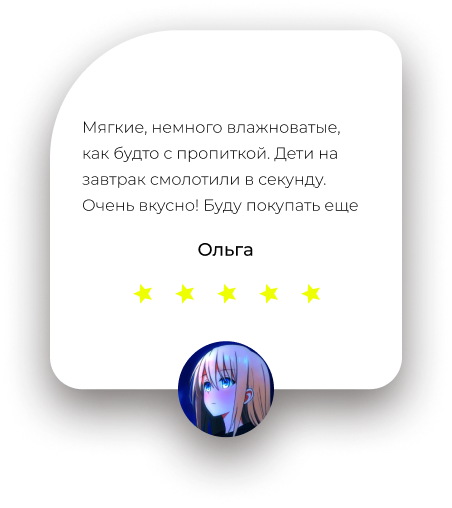 Мягкие, немного влажноватые,
как будто с пропиткой. Дети на
завтрак смолотили в секунду.
Очень вкусно! Буду покупать еще
Ольга